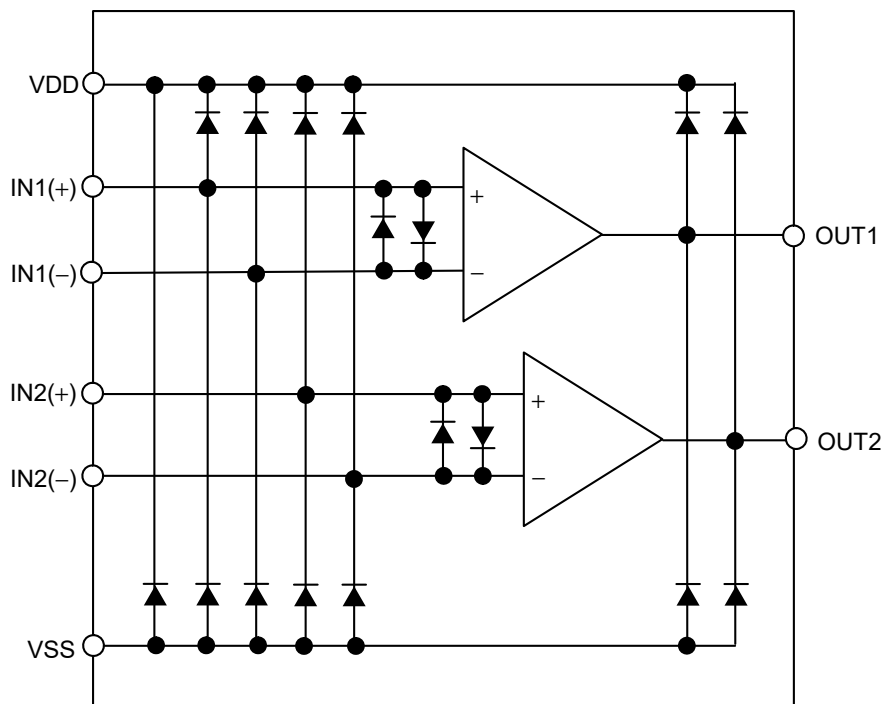 VDD
IN1(+)
+
OUT1
IN1(−)
−
IN2(+)
+
OUT2
IN2(−)
−
VSS